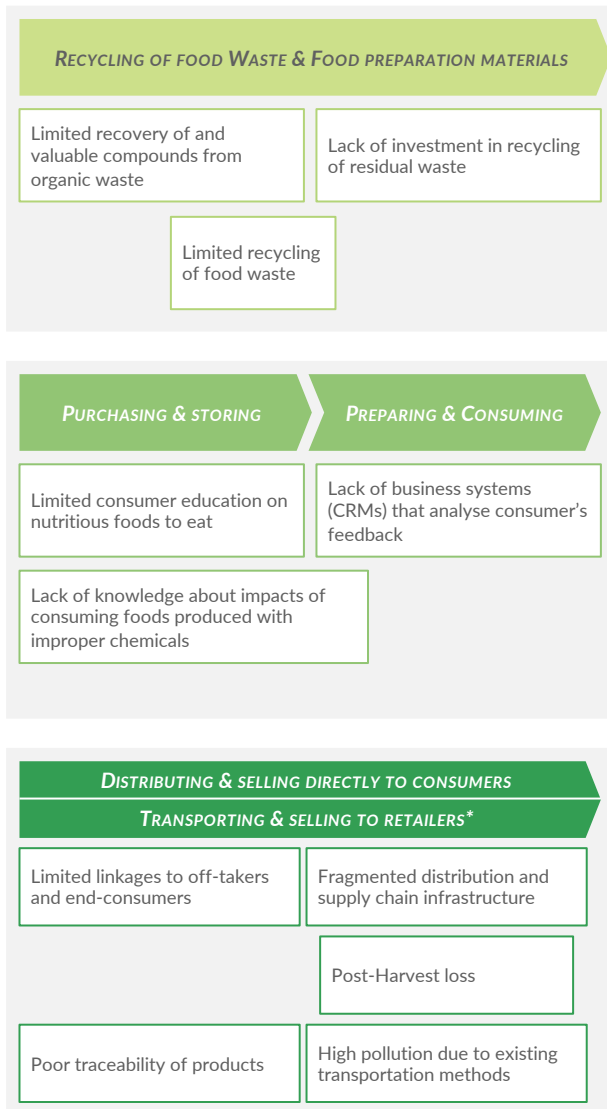 RECYCLING OF FOOD WASTE & FOOD PREPARATION MATERIALS
Limited recovery of and
valuable compounds from
organic waste
Lack of investment in recycling
of residual waste
Limited recycling
of food waste
PURCHASING & STORING
PREPARING & CONSUMING
Limited consumer education on
nutritious foods to eat
Lack of business systems
(CRMs) that analyse consumer’s
feedback
Lack of knowledge about impacts of
consuming foods produced with
improper chemicals
DISTRIBUTING & SELLING DIRECTLY TO CONSUMERS
TRANSPORTING & SELLING TO RETAILERS*
Limited linkages to off-takers
and end-consumers
Fragmented distribution and
supply chain infrastructure
Post-Harvest loss
Poor traceability of products
High pollution due to existing
transportation methods